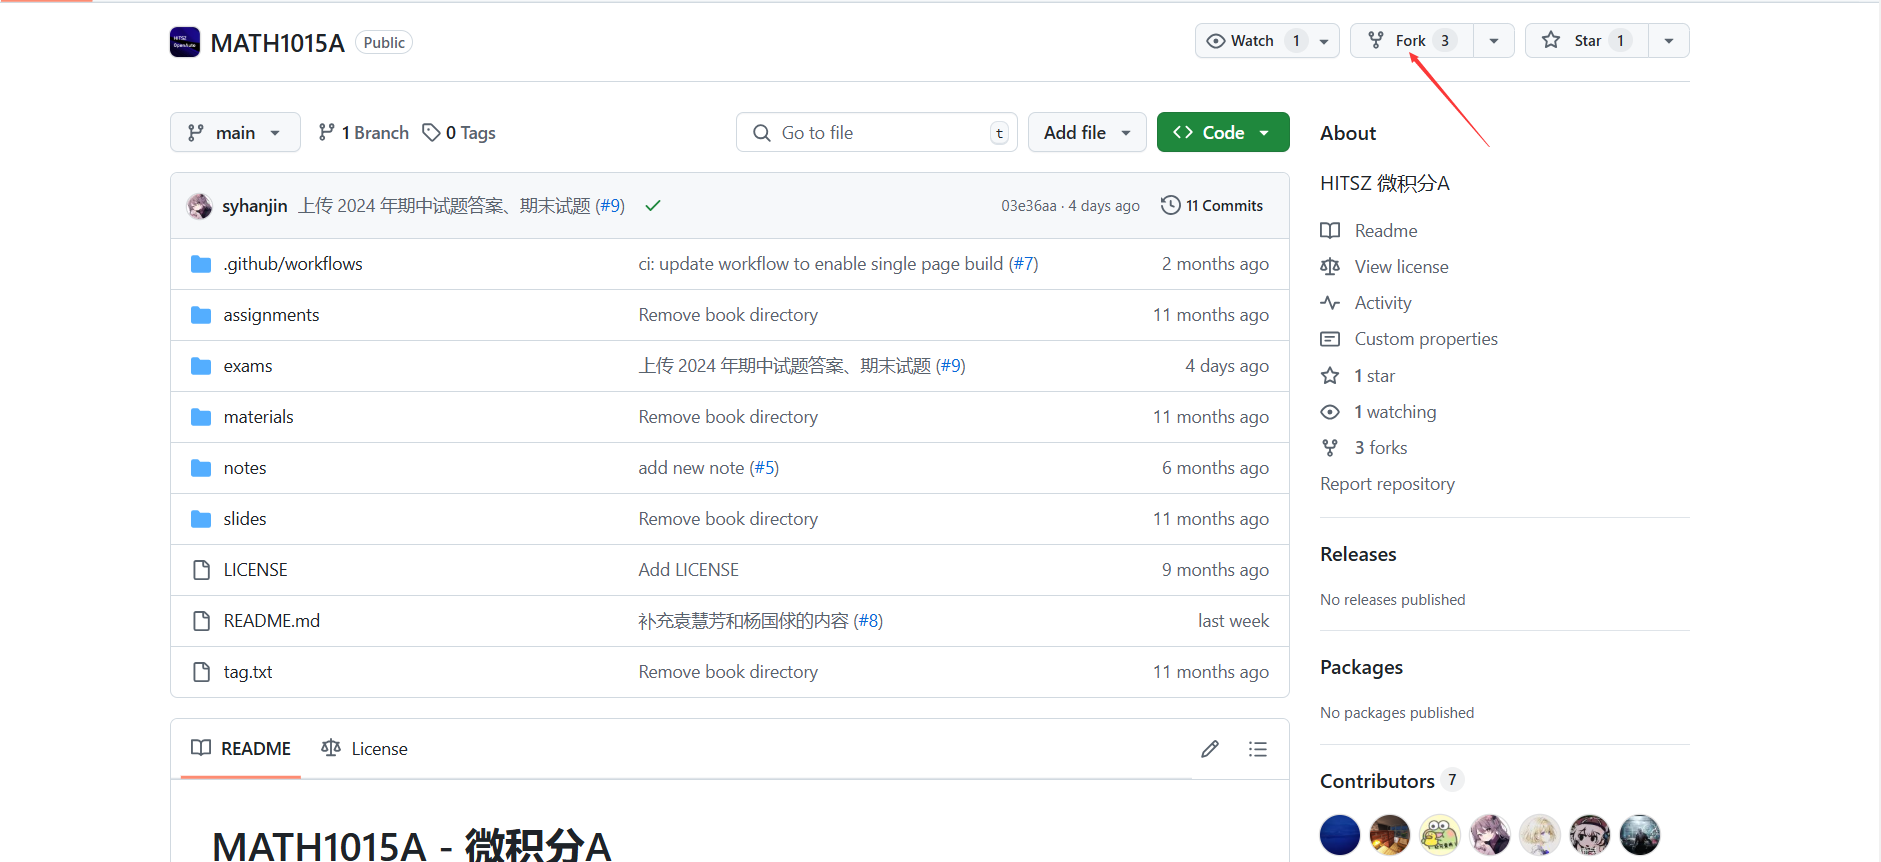 MATH1015A Public
Watch 1
Fork 3
Star 1
main
1 Branch
0 Tags
Go to file t
Add file
Code
syhanjin 上传 2024 年期中试题答案、期末试题 (#9) 03e36aa · 4 days ago 11 Commits
.github/workflows ci: update workflow to enable single page build (#7) 2 months ago
assignments Remove book directory 11 months ago
exams 上传 2024 年期中试题答案、期末试题 (#9) 4 days ago
materials Remove book directory 11 months ago
notes add new note (#5) 6 months ago
slides Remove book directory 11 months ago
LICENSE Add LICENSE 9 months ago
README.md 补充袁慧芳和杨国俅的内容 (#8) last week
tag.txt Remove book directory 11 months ago
README License
MATH1015A - 微积分A
About
HITSZ 微积分A
Readme
View license
Activity
Custom properties
1 star
1 watching
3 forks
Report repository
Releases
No releases published
Packages
No packages published
Contributors 7